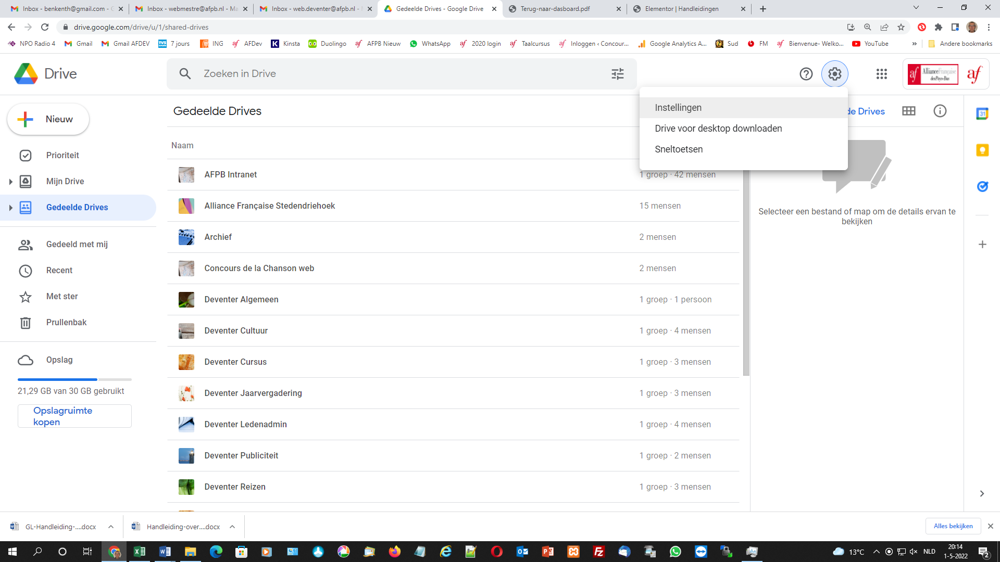 Inbox - benkenth@gmail.com - G
Inbox - webmestre@afpb.nl - Ma
Inbox - web.deventer@afpb.nl -
Gedeelde Drives - Google Drive
Terug-naar-dasboard.pdf
Elementor | Handleidingen
drive.google.com/drive/u/1/shared-drives
NPO Radio 4
Gmail
Gmail AFDEV
7 jours
ING
AFDev
Kinsta
Duolingo
AFPB Nieuw
WhatsApp
2020 login
Taalcursus
Inloggen ‹ Concour...
Google Analytics A...
Sud
FM
Bienvenue- Welko...
YouTube
»
Andere bookmarks
Drive
Zoeken in Drive
af AllianceFrançaise
des Pays-Bas
af
Nieuw
Gedeelde Drives
Instellingen
Drive voor desktop downloaden
Sneltoetsen
de Drives
31
Prioriteit
Mijn Drive
Gedeelde Drives
Gedeeld met mij
Recent
Met ster
Prullenbak
Opslag
21,29 GB van 30 GB gebruikt
Opslagruimte
kopen
Naam
AFPB Intranet 1 groep · 42 mensen
Alliance Française Stedendriehoek 15 mensen
Archief 2 mensen
Concours de la Chanson web 2 mensen
Deventer Algemeen 1 groep · 1 persoon
Deventer Cultuur 1 groep · 4 mensen
Deventer Cursus 1 groep · 3 mensen
Deventer Jaarvergadering 1 groep · 3 mensen
Deventer Ledenadmin 1 groep · 4 mensen
Deventer Publiciteit 1 groep · 2 mensen
Deventer Reizen 1 groep · 3 mensen
Selecteer een bestand of map om de details ervan te
bekijken
GL-Handleiding-....docx
Handleiding-over....docx
Alles bekijken
13°C
NLD
20:14
1-5-2022
2